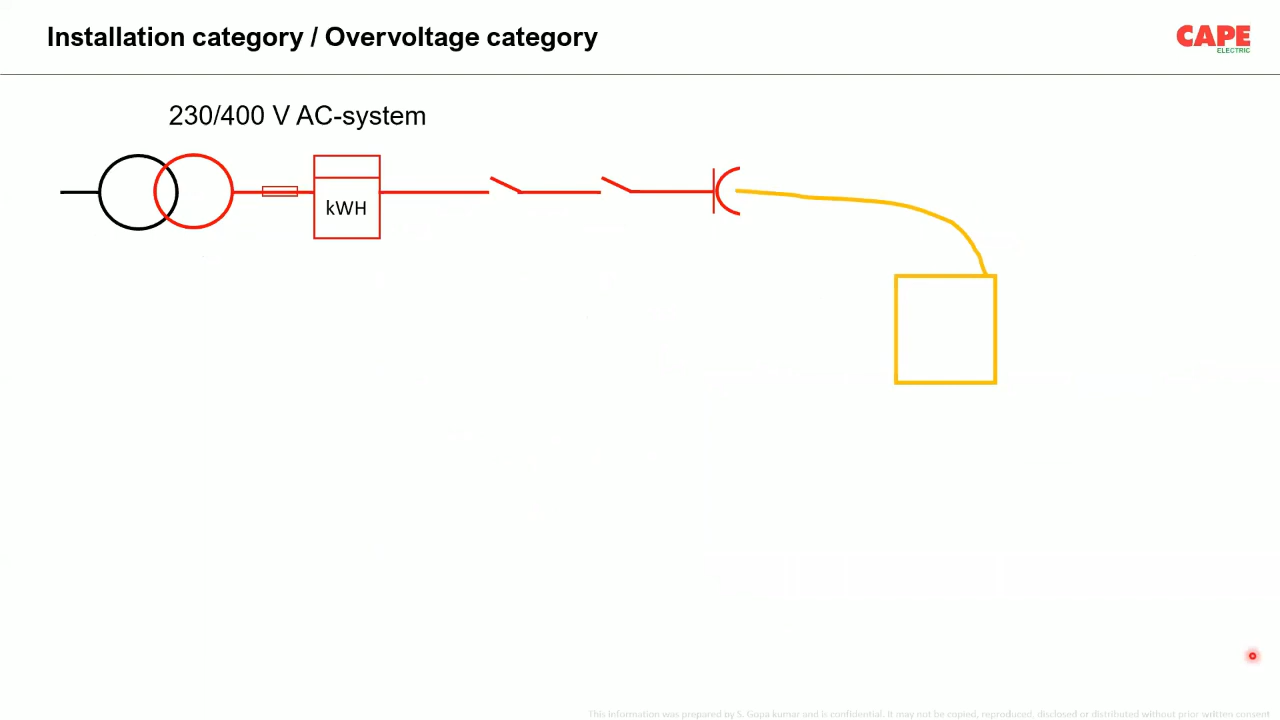 Installation category / Overvoltage category
CAPE
ELECTRIC
230/400 V AC-system
kWH
This information was prepared by S. Gopa kumar and is confidential. It may not be copied, reproduced, disclosed or distributed without prior written consent